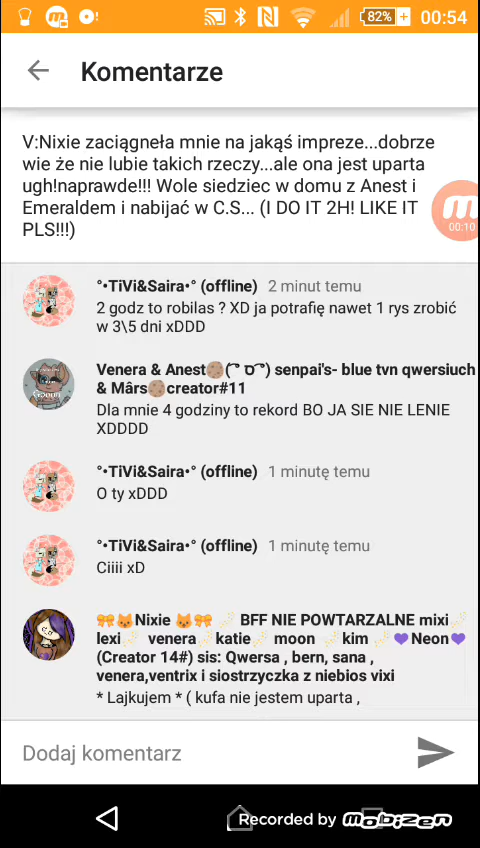 82% 00:54
Komentarze
V:Nixie zaciągneła mnie na jakąś impreze...dobrze
wie że nie lubie takich rzeczy...ale ona jest uparta
ugh!naprawde!!! Wole siedziec w domu z Anest i
Emeraldem i nabijać w C.S... (I DO IT 2H! LIKE IT
PLS!!!)
00:10
°•TiVi&Saira•° (offline) 2 minut temu
2 godz to robilas ? XD ja potrafię nawet 1 rys zrobić
w 3\5 dni xDDD
Venera & Anest🍪( ͡° ʖ̯ ͡°) senpai's- blue tvn qwersiuch
& Mârs🍪creator#11
Dla mnie 4 godziny to rekord BO JA SIE NIE LENIE
XDDDD
°•TiVi&Saira•° (offline) 1 minutę temu
O ty xDDD
°•TiVi&Saira•° (offline) 1 minutę temu
Ciiii xD
🎀🐱Nixie 🐱🎀 BFF NIE POWTARZALNE mixi
lexi venera katie moon kim 💜Neon💜
(Creator 14#) sis: Qwersa , bern, sana ,
venera,ventrix i siostrzyczka z niebios vixi
* Lajkujem * ( kufa nie jestem uparta ,
Dodaj komentarz
Recorded by Mobizen